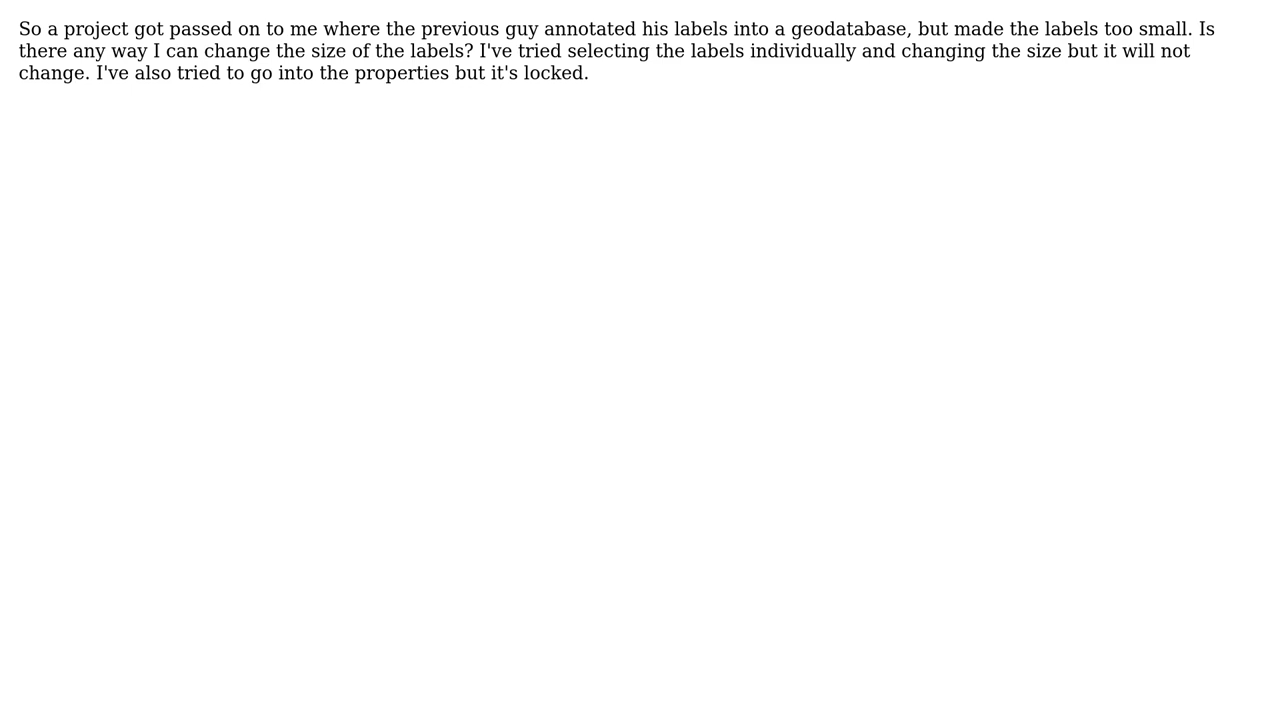 So a project got passed on to me where the previous guy annotated his labels into a geodatabase, but made the labels too small. Is
there any way I can change the size of the labels? I've tried selecting the labels individually and changing the size but it will not
change. I've also tried to go into the properties but it's locked.